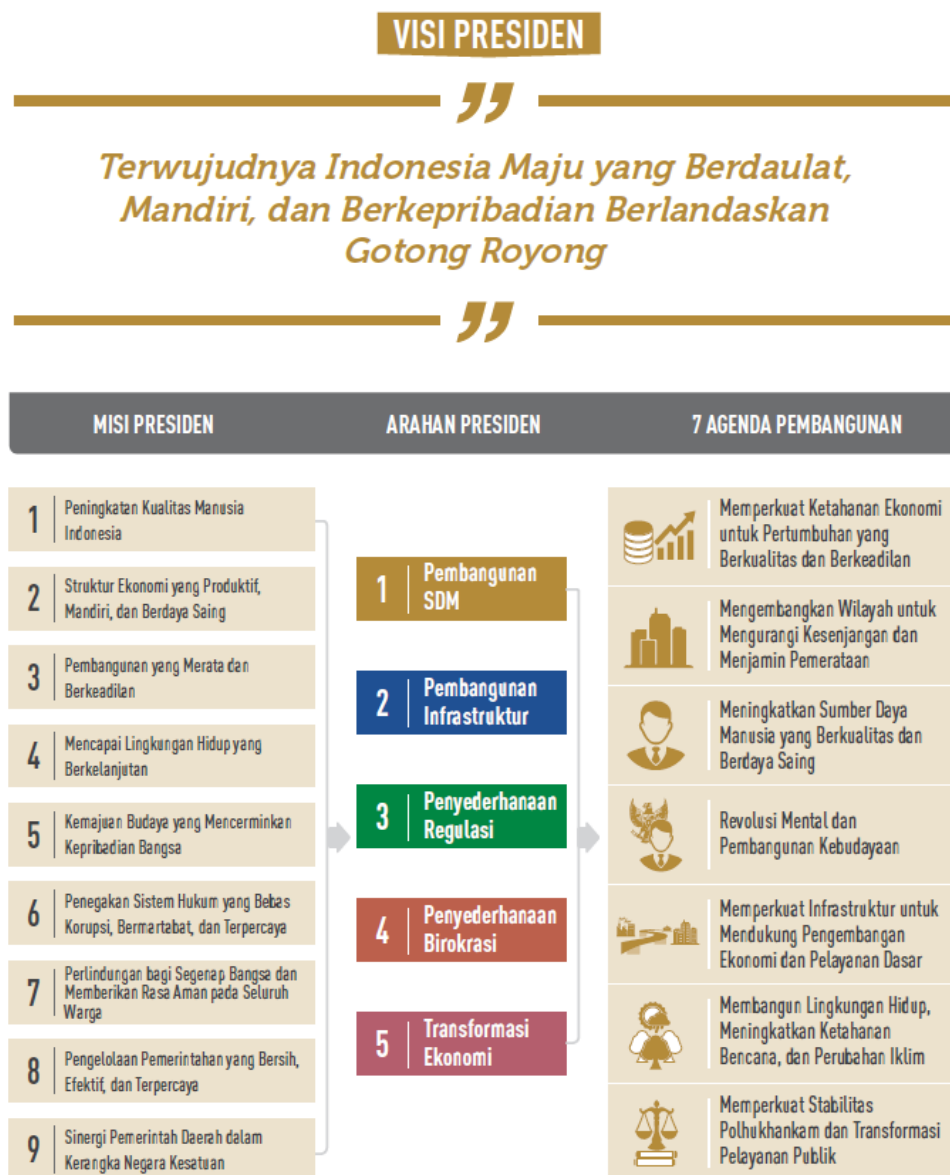 VISI PRESIDEN
”
Terwujudnya Indonesia Maju yang Berdaulat,
Mandiri, dan Berkepribadian Berlandaskan
Gotong Royong
”
MISI PRESIDEN
1
Peningkatan Kualitas Manusia
Indonesia
2
Struktur Ekonomi yang Produktif,
Mandiri, dan Berdaya Saing
3
Pembangunan yang Merata dan
Berkeadilan
4
Mencapai Lingkungan Hidup yang
Berkelanjutan
5
Kemajuan Budaya yang Mencerminkan
Kepribadian Bangsa
6
Penegakan Sistem Hukum yang Bebas
Korupsi, Bermartabat, dan Terpercaya
7
Perlindungan bagi Segenap Bangsa dan
Memberikan Rasa Aman pada Seluruh
Warga
8
Pengelolaan Pemerintahan yang Bersih,
Efektif, dan Terpercaya
9
Sinergi Pemerintah Daerah dalam
Kerangka Negara Kesatuan
ARAHAN PRESIDEN
1
Pembangunan
SDM
2
Pembangunan
Infrastruktur
3
Penyederhanaan
Regulasi
4
Penyederhanaan
Birokrasi
5
Transformasi
Ekonomi
7 AGENDA PEMBANGUNAN
Memperkuat Ketahanan Ekonomi
untuk Pertumbuhan yang
Berkualitas dan Berkeadilan
Mengembangkan Wilayah untuk
Mengurangi Kesenjangan dan
Menjamin Pemerataan
Meningkatkan Sumber Daya
Manusia yang Berkualitas dan
Berdaya Saing
Revolusi Mental dan
Pembangunan Kebudayaan
Memperkuat Infrastruktur untuk
Mendukung Pengembangan
Ekonomi dan Pelayanan Dasar
Membangun Lingkungan Hidup,
Meningkatkan Ketahanan
Bencana, dan Perubahan Iklim
Memperkuat Stabilitas
Polhukhankam dan Transformasi
Pelayanan Publik